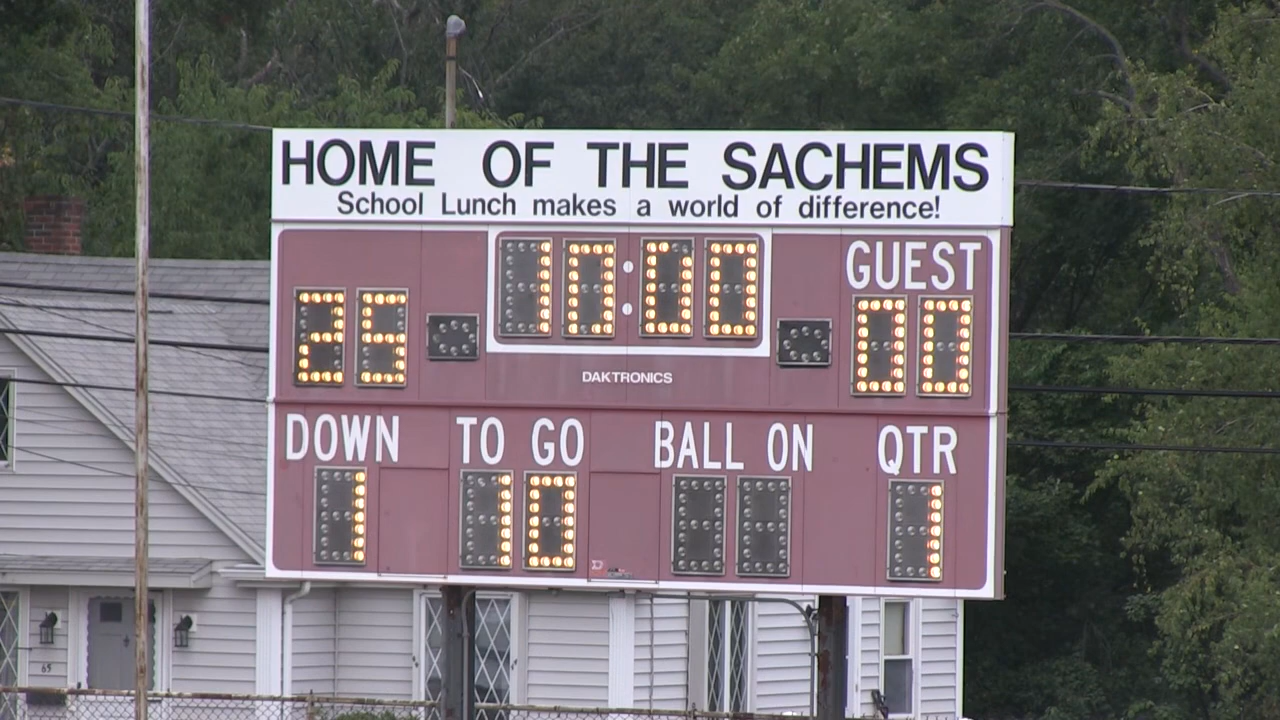 HOME OF THE SACHEMS
School Lunch makes a world of difference!
10:00
GUEST
25
00
DAKTRONICS
DOWN TO GO BALL ON QTR
1 10 1
65